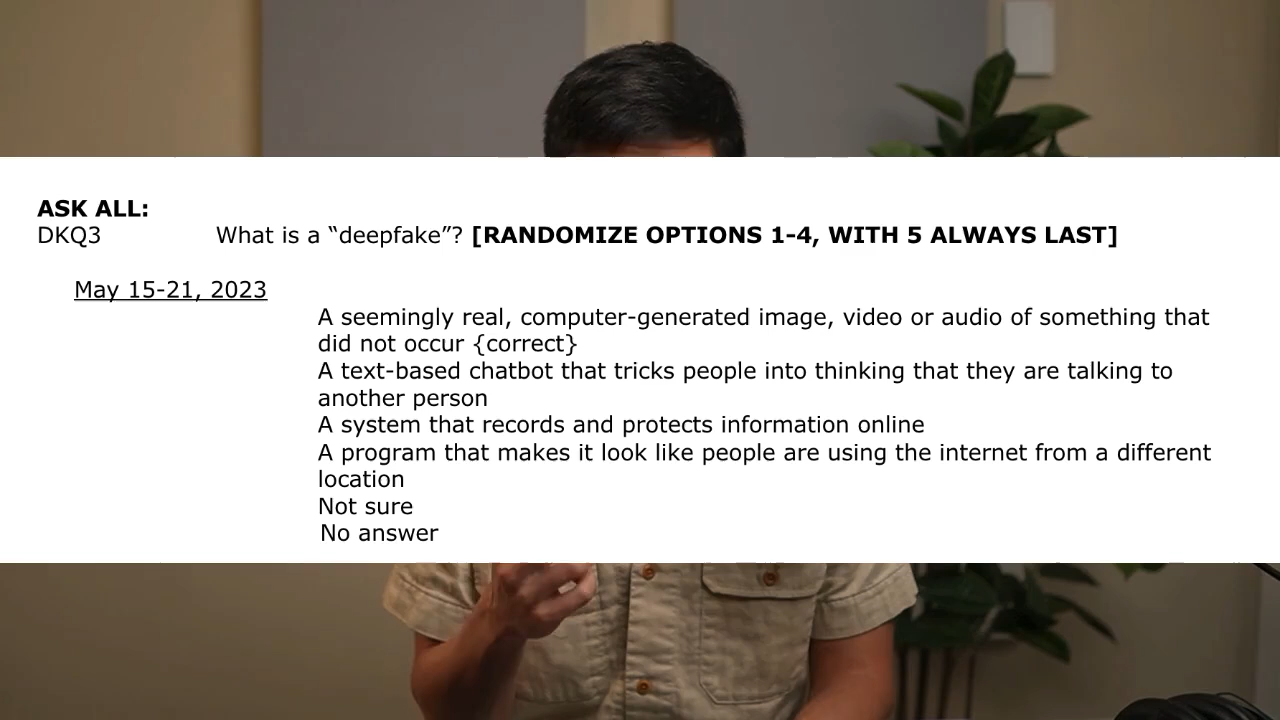 ASK ALL:
DKQ3 What is a “deepfake”? [RANDOMIZE OPTIONS 1-4, WITH 5 ALWAYS LAST]
May 15-21, 2023
A seemingly real, computer-generated image, video or audio of something that
did not occur {correct}
A text-based chatbot that tricks people into thinking that they are talking to
another person
A system that records and protects information online
A program that makes it look like people are using the internet from a different
location
Not sure
No answer